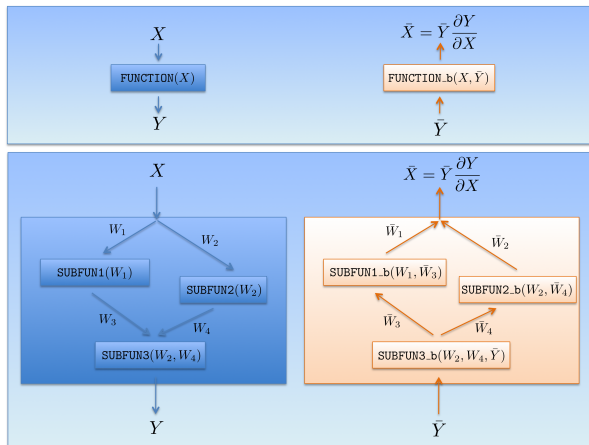 X
FUNCTION(X)
Y
X̄ = Ȳ ∂Y/∂X
FUNCTION_b(X, Ȳ)
Ȳ
X
W₁
W₂
SUBFUN1(W₁)
SUBFUN2(W₂)
W₃
W₄
SUBFUN3(W₂, W₄)
Y
X̄ = Ȳ ∂Y/∂X
W̄₁
W̄₂
SUBFUN1_b(W₁, W̄₃)
SUBFUN2_b(W₂, W̄₄)
W̄₃
W̄₄
SUBFUN3_b(W₂, W₄, Ȳ)
Ȳ